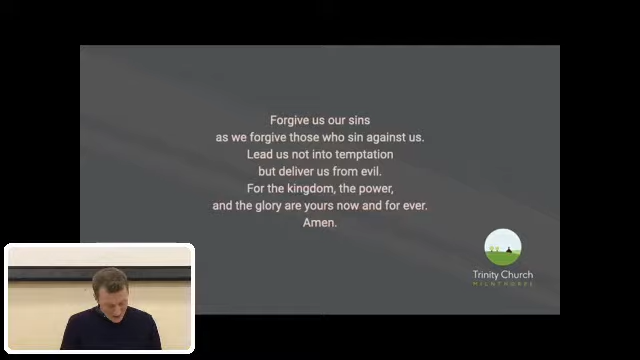 Forgive us our sins
as we forgive those who sin against us.
Lead us not into temptation
but deliver us from evil.
For the kingdom, the power,
and the glory are yours now and for ever.
Amen.
Trinity Church
MILNTHORPE